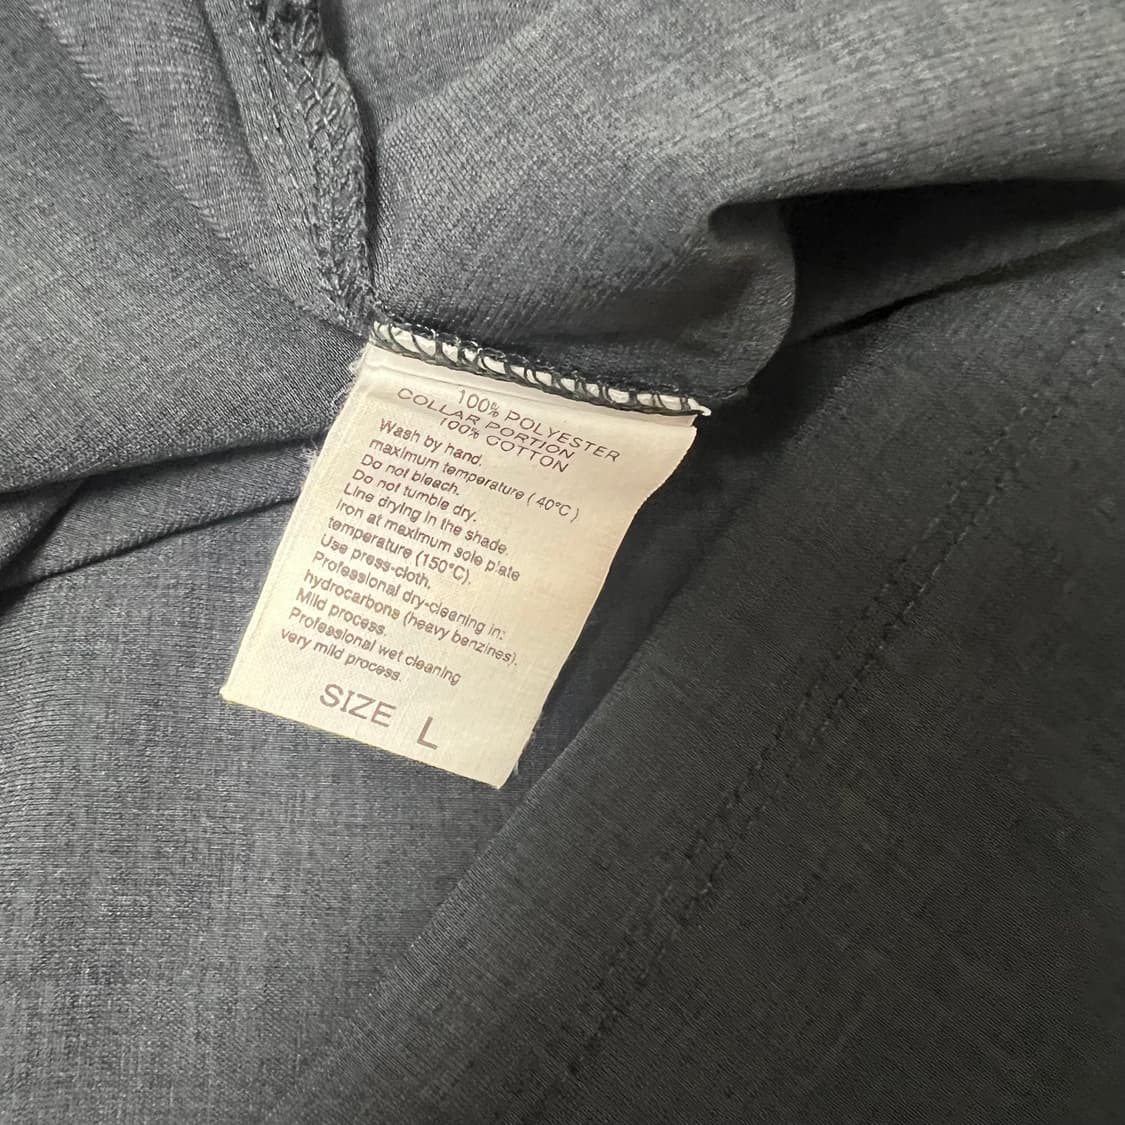 100% POLYESTER
COLLAR PORTION
100% COTTON
Wash by hand.
maximum temperature ( 40°C )
Do not bleach.
Do not tumble dry.
Line drying in the shade.
Iron at maximum sole plate
temperature (150°C).
Use press-cloth.
Professional dry-cleaning in:
hydrocarbons (heavy benzines).
Mild process.
Professional wet cleaning
very mild process.
SIZE L